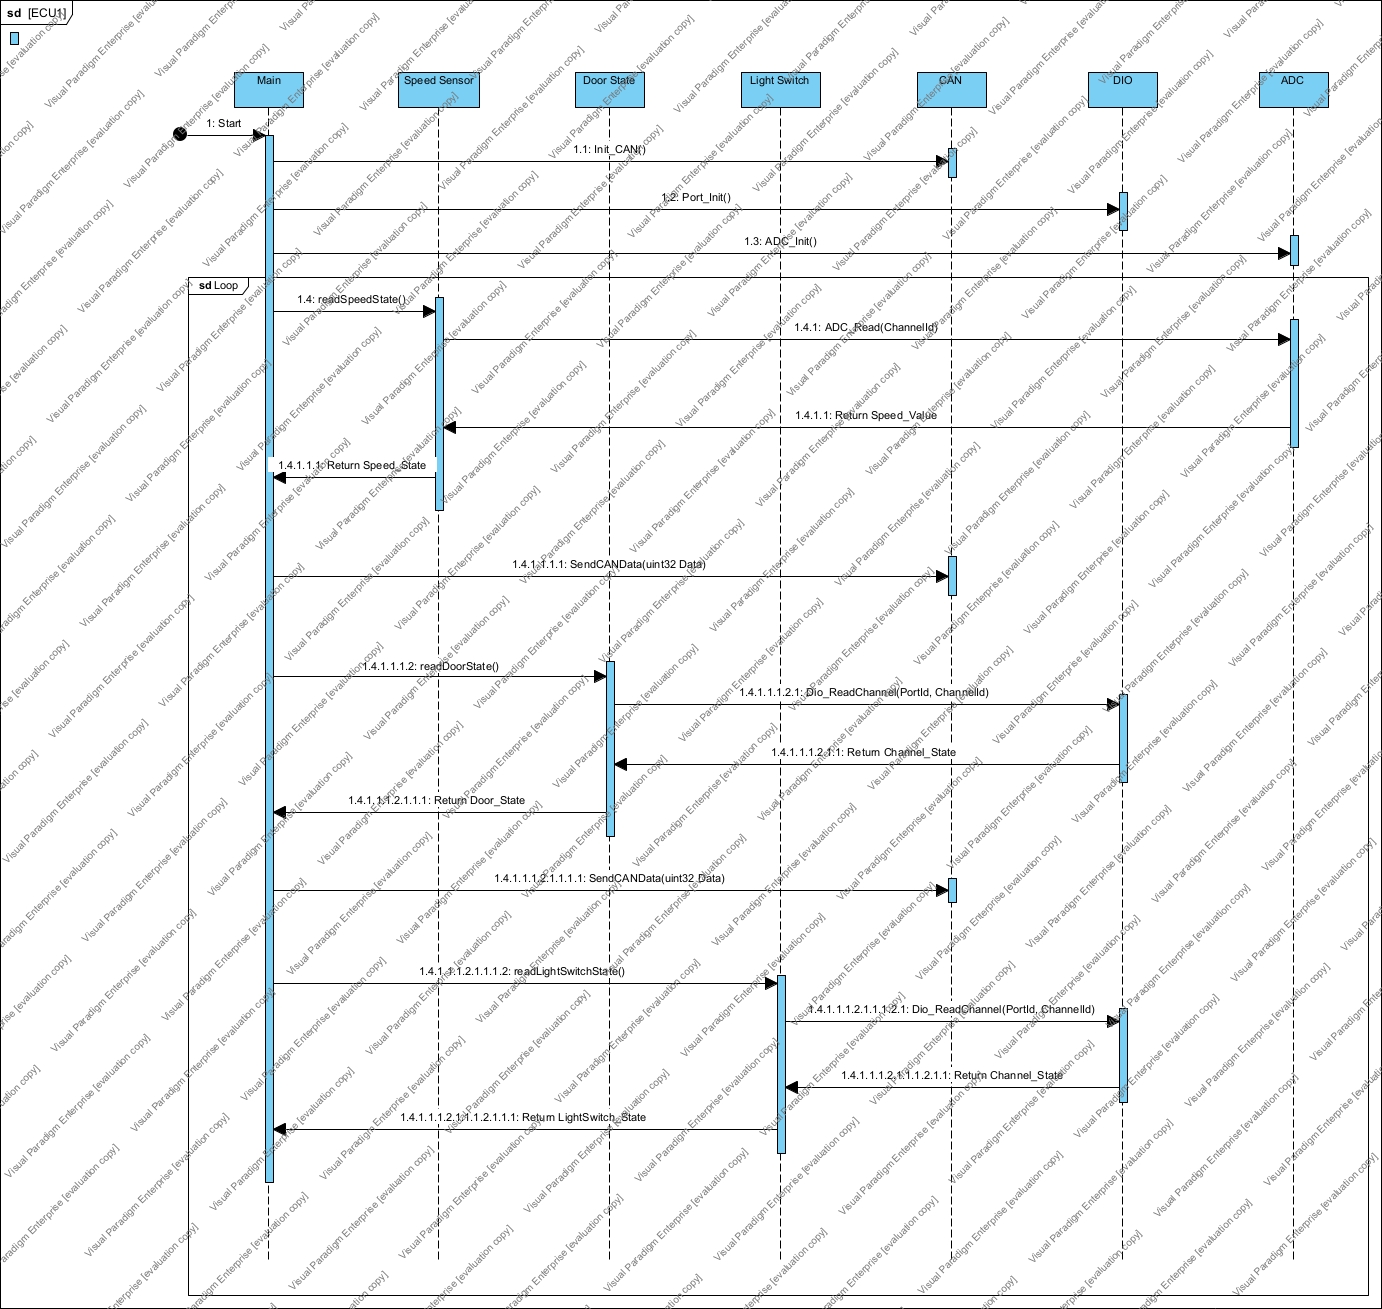 sd [ECU1]
Main
Speed Sensor
Door State
Light Switch
CAN
DIO
ADC
1: Start
1.1: Init_CAN()
1.2: Port_Init()
1.3: ADC_Init()
sd Loop
1.4: readSpeedState()
1.4.1: ADC_Read(ChannelId)
1.4.1.1: Return Speed_Value
1.4.1.1.1: Return Speed_State
1.4.1.1.1.1: SendCANData(uint32 Data)
1.4.1.1.1.2: readDoorState()
1.4.1.1.1.2.1: Dio_ReadChannel(PortId, ChannelId)
1.4.1.1.1.2.1.1: Return Channel_State
1.4.1.1.1.2.1.1.1: Return Door_State
1.4.1.1.1.2.1.1.1.1: SendCANData(uint32 Data)
1.4.1.1.1.2.1.1.1.2: readLightSwitchState()
1.4.1.1.1.2.1.1.1.2.1: Dio_ReadChannel(PortId, ChannelId)
1.4.1.1.1.2.1.1.1.2.1.1: Return Channel_State
1.4.1.1.1.2.1.1.1.2.1.1.1: Return LightSwitch_State
Visual Paradigm Enterprise [evaluation copy]